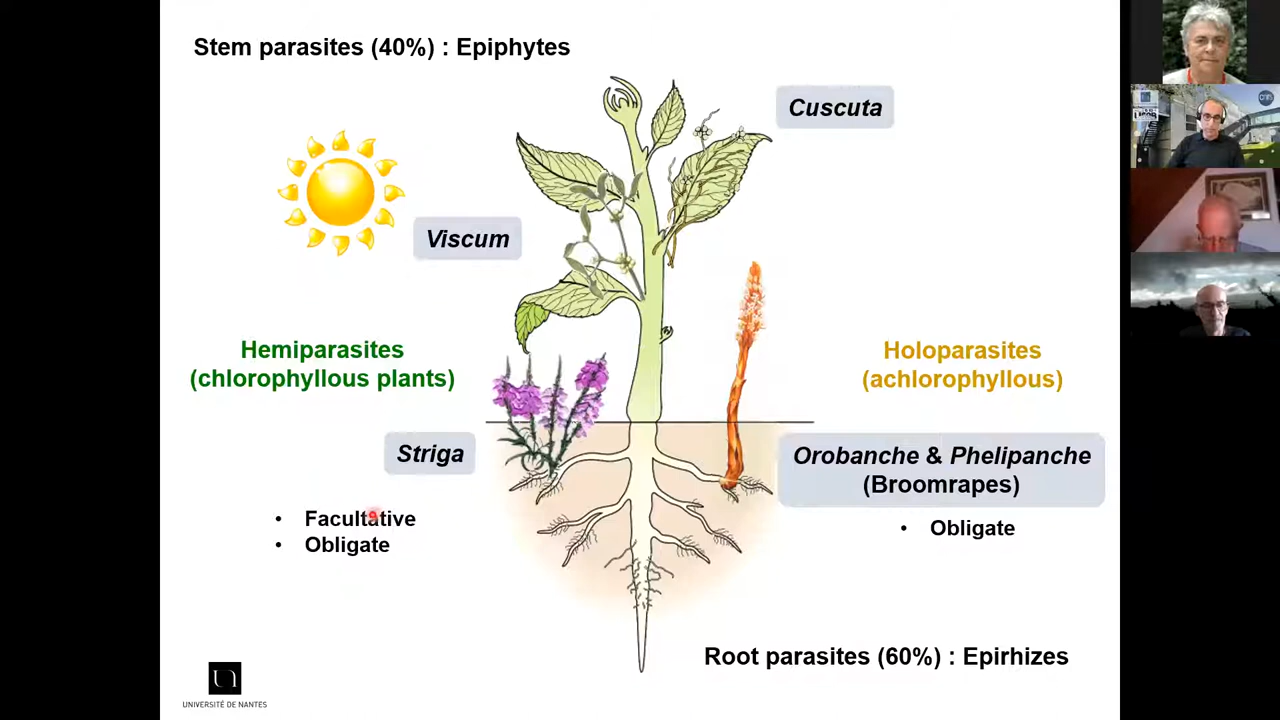 Stem parasites (40%) : Epiphytes
Cuscuta
Viscum
Hemiparasites
(chlorophyllous plants)
Holoparasites
(achlorophyllous)
Striga
Orobanche & Phelipanche
(Broomrapes)
• Facultative
• Obligate
• Obligate
Root parasites (60%) : Epirhizes
UNIVERSITÉ DE NANTES